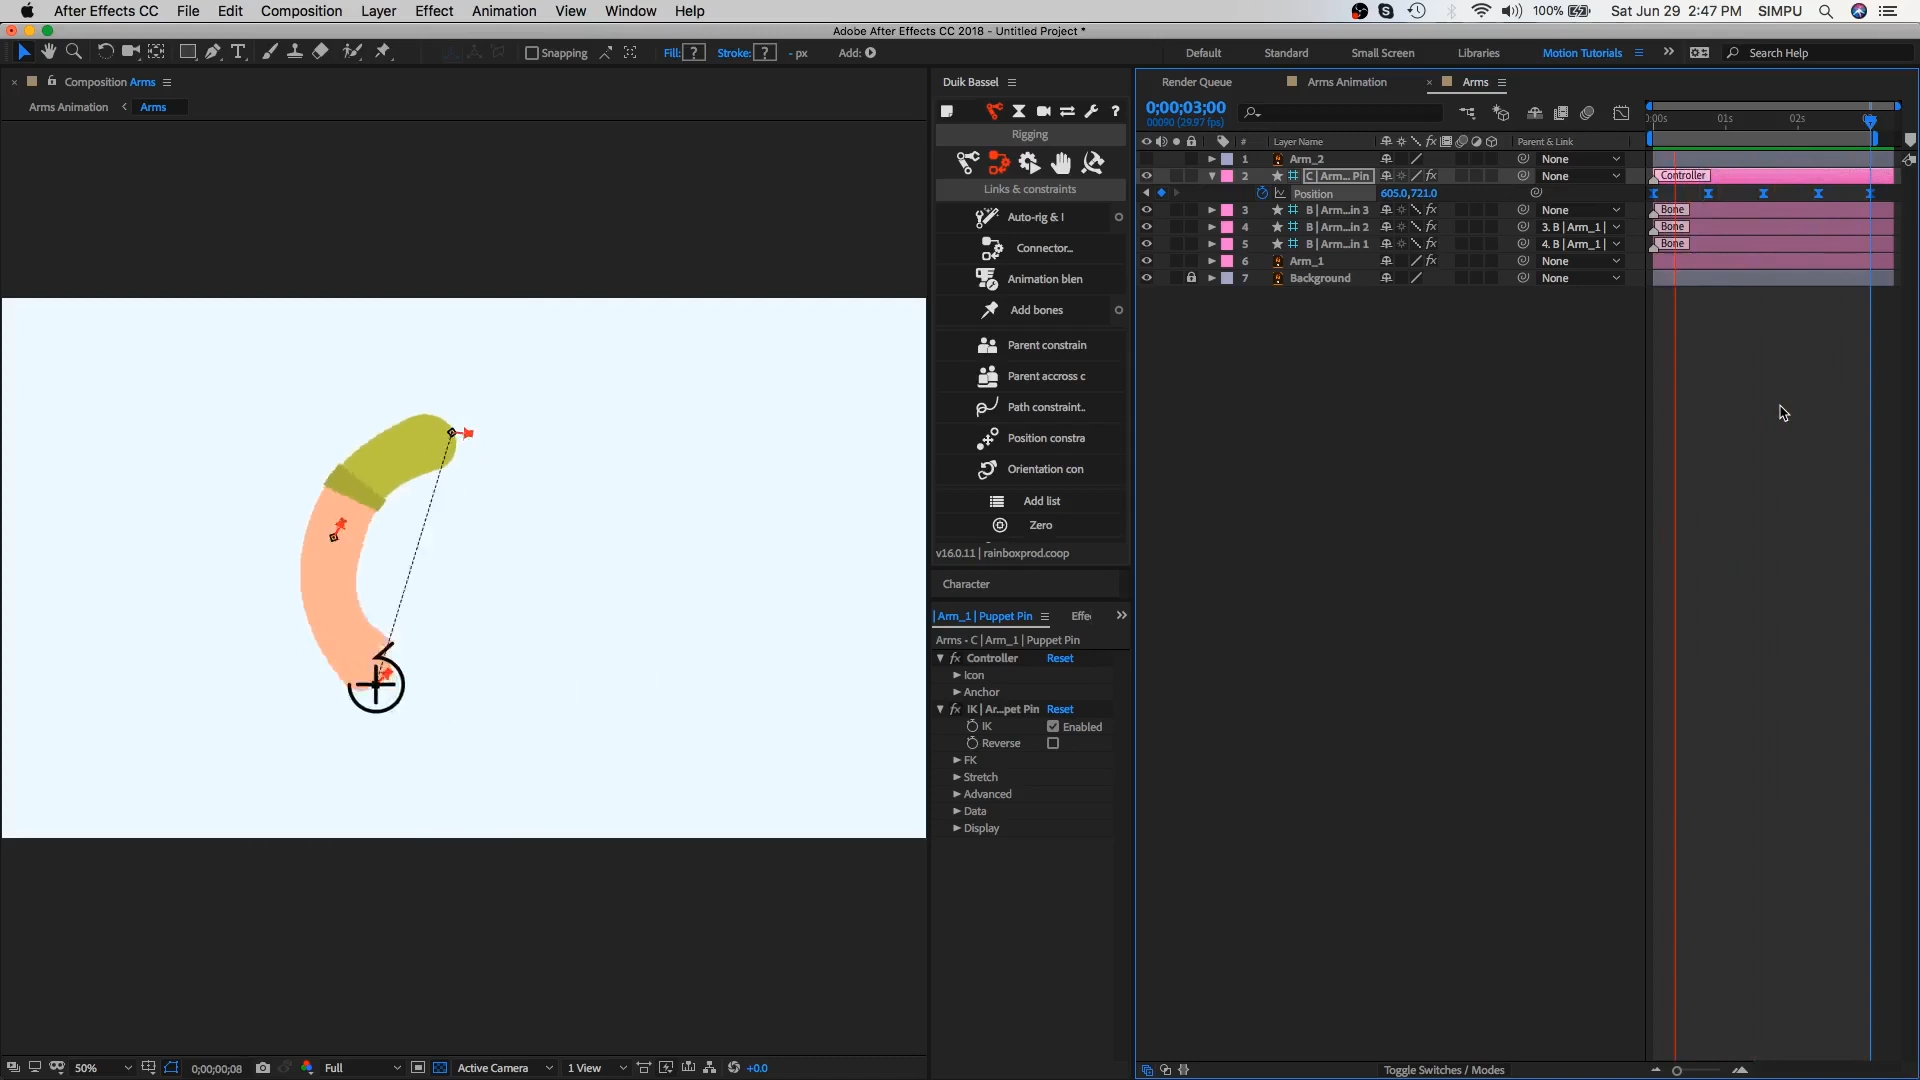 After Effects CC File Edit Composition Layer Effect Animation View Window Help 100% Sat Jun 29 2:47 PM SIMPU
Adobe After Effects CC 2018 - Untitled Project *
Snapping Fill: ? Stroke: ? - px Add: Default Standard Small Screen Libraries Motion Tutorials Search Help
Composition Arms
Arms Animation Arms
Duik Bassel
Rigging
Links & constraints
Auto-rig & I
Connector...
Animation blen
Add bones
Parent constrain
Parent accross c
Path constraint..
Position constra
Orientation con
Add list
Zero
v16.0.11 | rainboxprod.coop
Character
| Arm_1 | Puppet Pin Effe
Arms - C | Arm_1 | Puppet Pin
fx Controller Reset
Icon
Anchor
fx IK | Ar...pet Pin Reset
IK Enabled
Reverse
FK
Stretch
Advanced
Data
Display
Render Queue Arms Animation Arms
0;00;03;00
00090 (29.97 fps)
0:00s 01s 02s
# Layer Name Parent & Link
1 Arm_2 None
2 C | Arm... Pin None Controller
Position 605.0,721.0
3 B | Arm...in 3 None Bone
4 B | Arm...in 2 3. B | Arm_1 | Bone
5 B | Arm...in 1 4. B | Arm_1 | Bone
6 Arm_1 None
7 Background None
50% 0;00;00;08 Full Active Camera 1 View +0.0
Toggle Switches / Modes